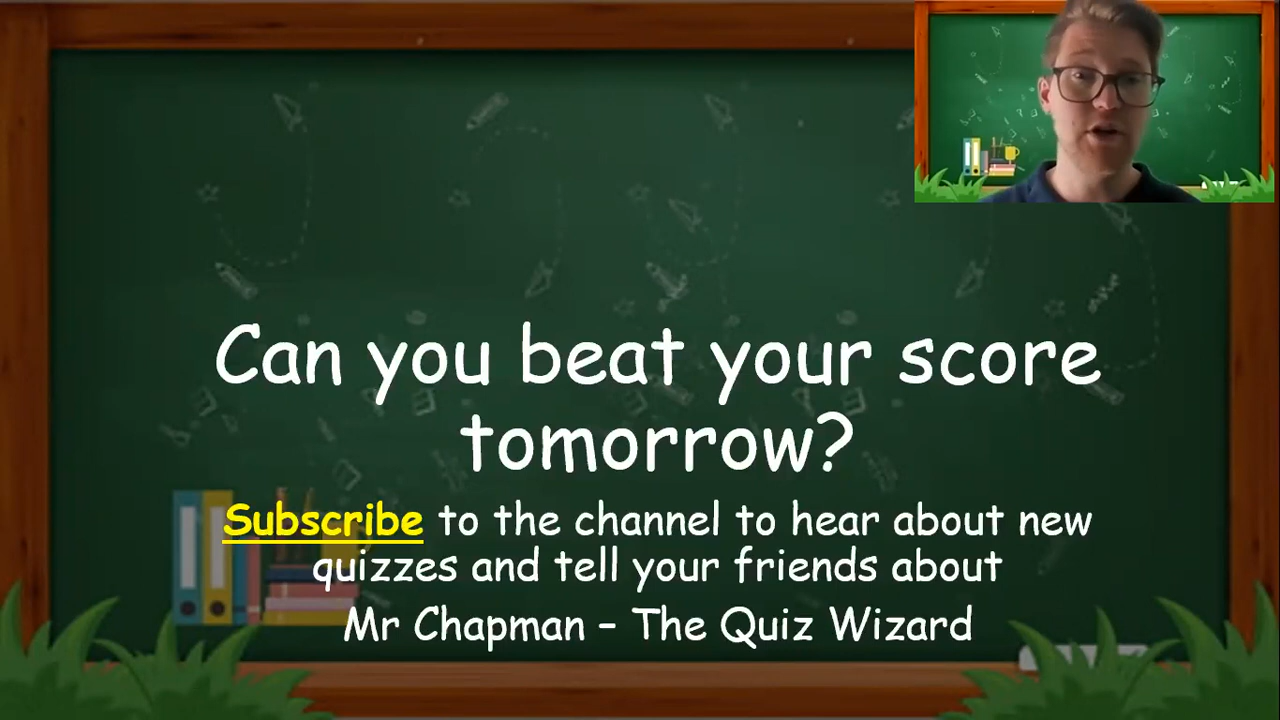 Can you beat your score
tomorrow?
Subscribe to the channel to hear about new
quizzes and tell your friends about
Mr Chapman – The Quiz Wizard